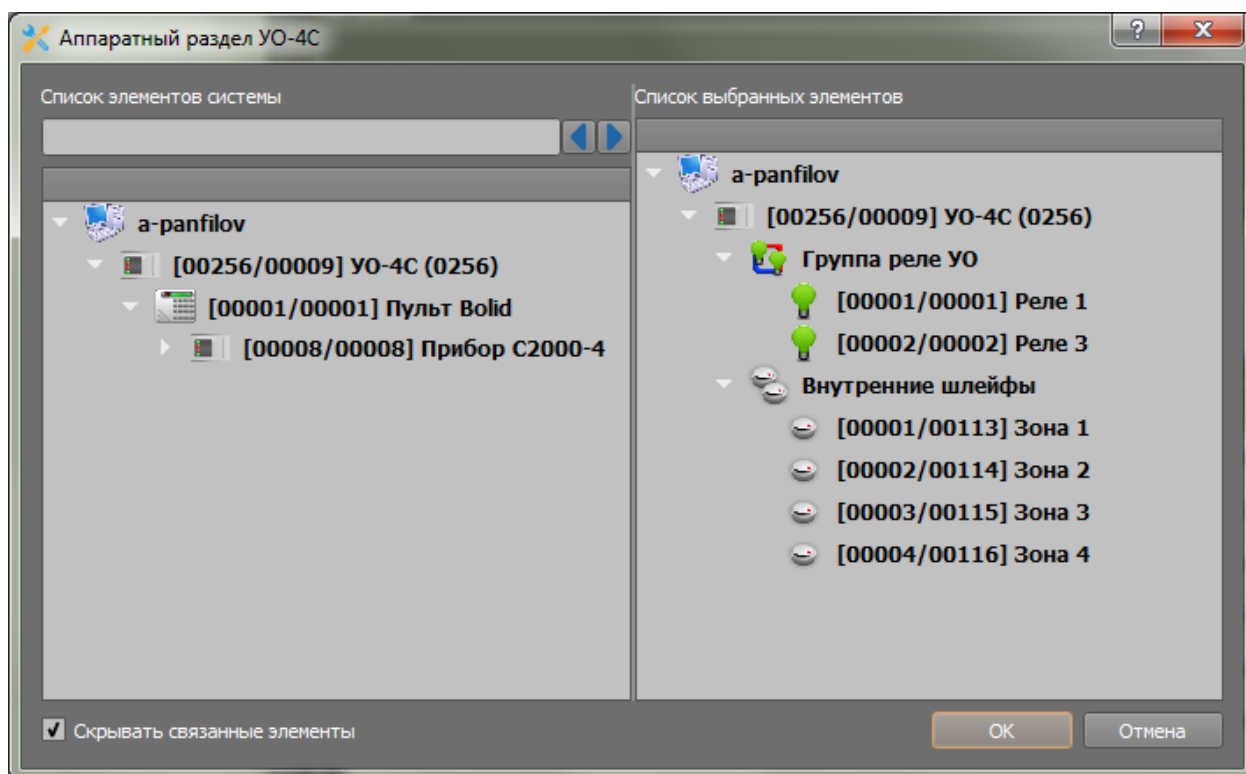 Аппаратный раздел УО-4С
Список элементов системы
a-panfilov
[00256/00009] УО-4С (0256)
[00001/00001] Пульт Bolid
[00008/00008] Прибор С2000-4
Список выбранных элементов
a-panfilov
[00256/00009] УО-4С (0256)
Группа реле УО
[00001/00001] Реле 1
[00002/00002] Реле 3
Внутренние шлейфы
[00001/00113] Зона 1
[00002/00114] Зона 2
[00003/00115] Зона 3
[00004/00116] Зона 4
Скрывать связанные элементы
OK
Отмена